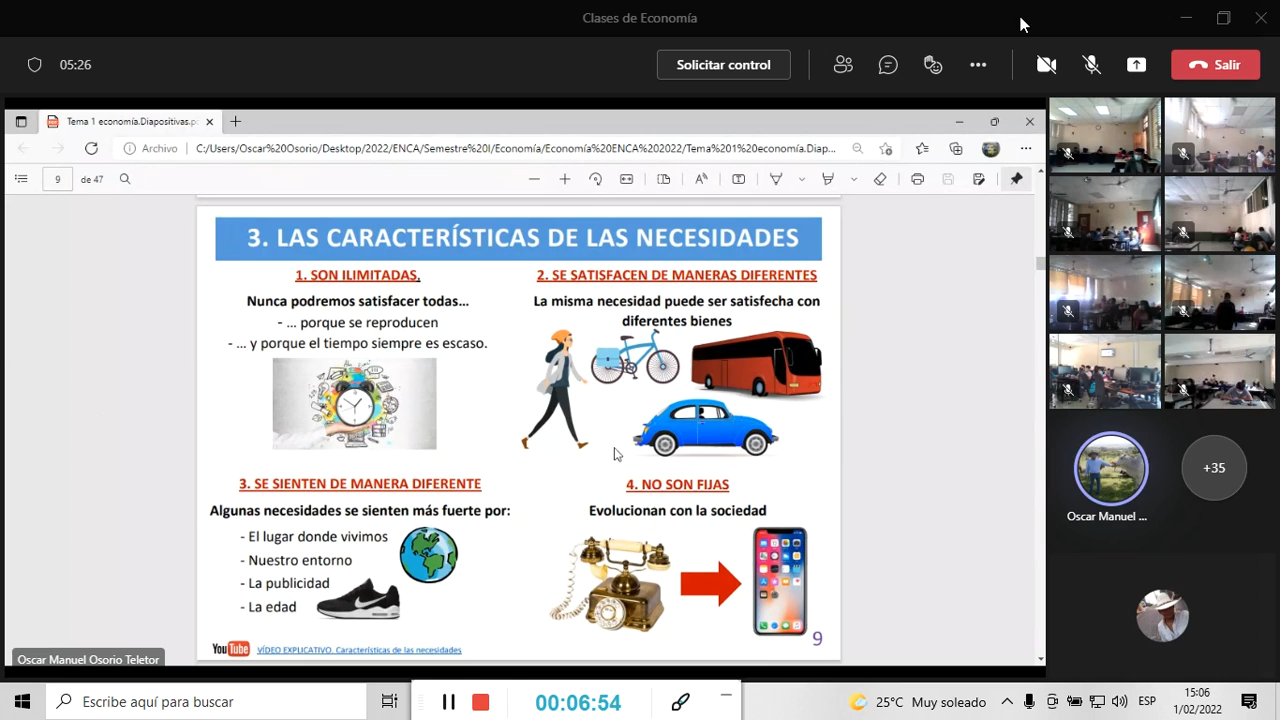 Clases de Economía
05:26
Solicitar control
Salir
Tema 1 economía.Diapositivas.pc
Archivo
C:/Users/Oscar%20Osorio/Desktop/2022/ENCA/Semestre%20I/Economía/Economía%20ENCA%202022/Tema%201%20economía.Diap...
9
de 47
3. LAS CARACTERÍSTICAS DE LAS NECESIDADES
1. SON ILIMITADAS.
Nunca podremos satisfacer todas...
- ... porque se reproducen
- ... y porque el tiempo siempre es escaso.
2. SE SATISFACEN DE MANERAS DIFERENTES
La misma necesidad puede ser satisfecha con
diferentes bienes
3. SE SIENTEN DE MANERA DIFERENTE
Algunas necesidades se sienten más fuerte por:
- El lugar donde vivimos
- Nuestro entorno
- La publicidad
- La edad
4. NO SON FIJAS
Evolucionan con la sociedad
9
YouTube
VÍDEO EXPLICATIVO. Características de las necesidades
Oscar Manuel Osorio Teletor
+35
Oscar Manuel ...
Escribe aquí para buscar
00:06:54
25°C Muy soleado
ESP
15:06
1/02/2022